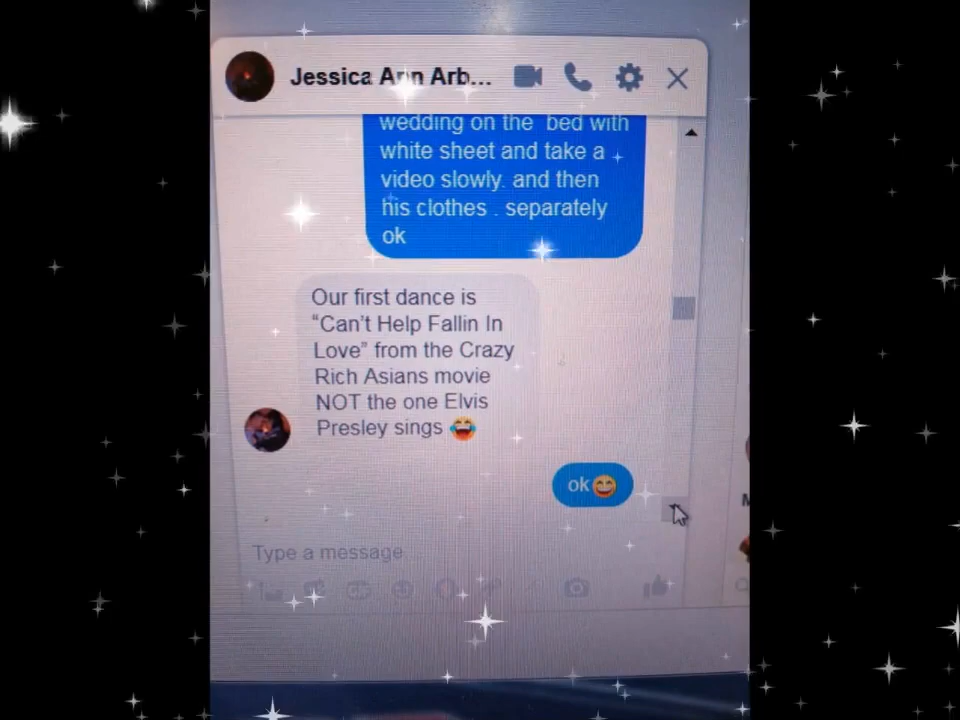 Jessica Ann Arb...
wedding on the bed with
white sheet and take a
video slowly. and then
his clothes . separately
ok
Our first dance is
“Can’t Help Fallin In
Love” from the Crazy
Rich Asians movie
NOT the one Elvis
Presley sings 😂
ok😄
Type a message